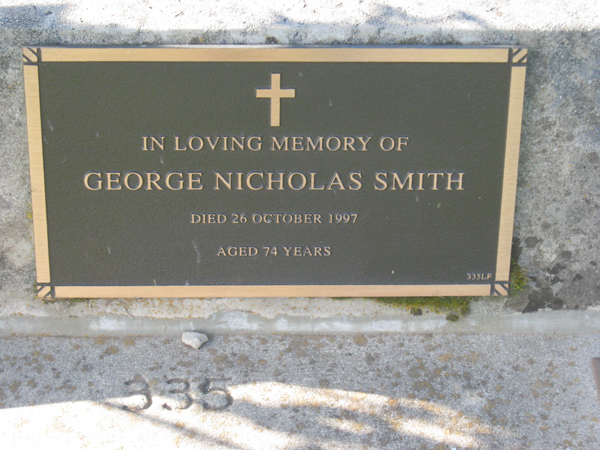 IN LOVING MEMORY OF
GEORGE NICHOLAS SMITH
DIED 26 OCTOBER 1997
AGED 74 YEARS
335LF
335